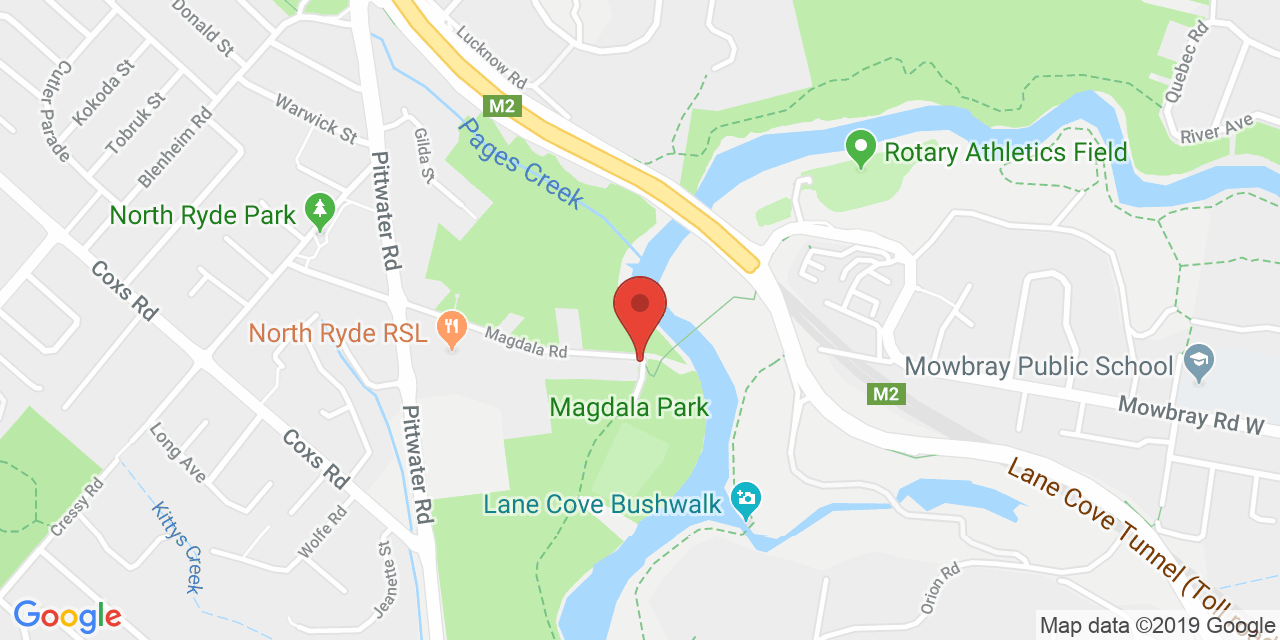 Donald St
Lucknow Rd
Quebec Rd
Cutler Parade
Kokoda St
Tobruk St
Warwick St
Blenheim Rd
Gilda St
M2
Pages Creek
River Ave
Rotary Athletics Field
North Ryde Park
Pittwater Rd
Coxs Rd
North Ryde RSL
Magdala Rd
Mowbray Public School
M2
Mowbray Rd W
Magdala Park
Long Ave
Coxs Rd
Pittwater Rd
Lane Cove Bushwalk
Lane Cove Tunnel (Toll
Cressy Rd
Kittys Creek
Wolfe Rd
Jeanette St
Orion Rd
Google
Map data ©2019 Google